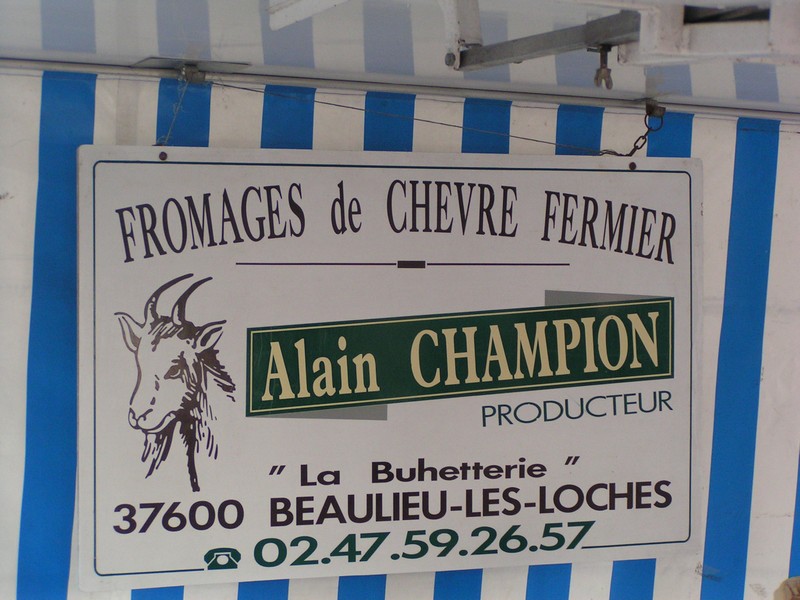 FROMAGES de CHEVRE FERMIER
Alain CHAMPION
PRODUCTEUR
" La Buhetterie "
37600 BEAULIEU-LES-LOCHES
02.47.59.26.57